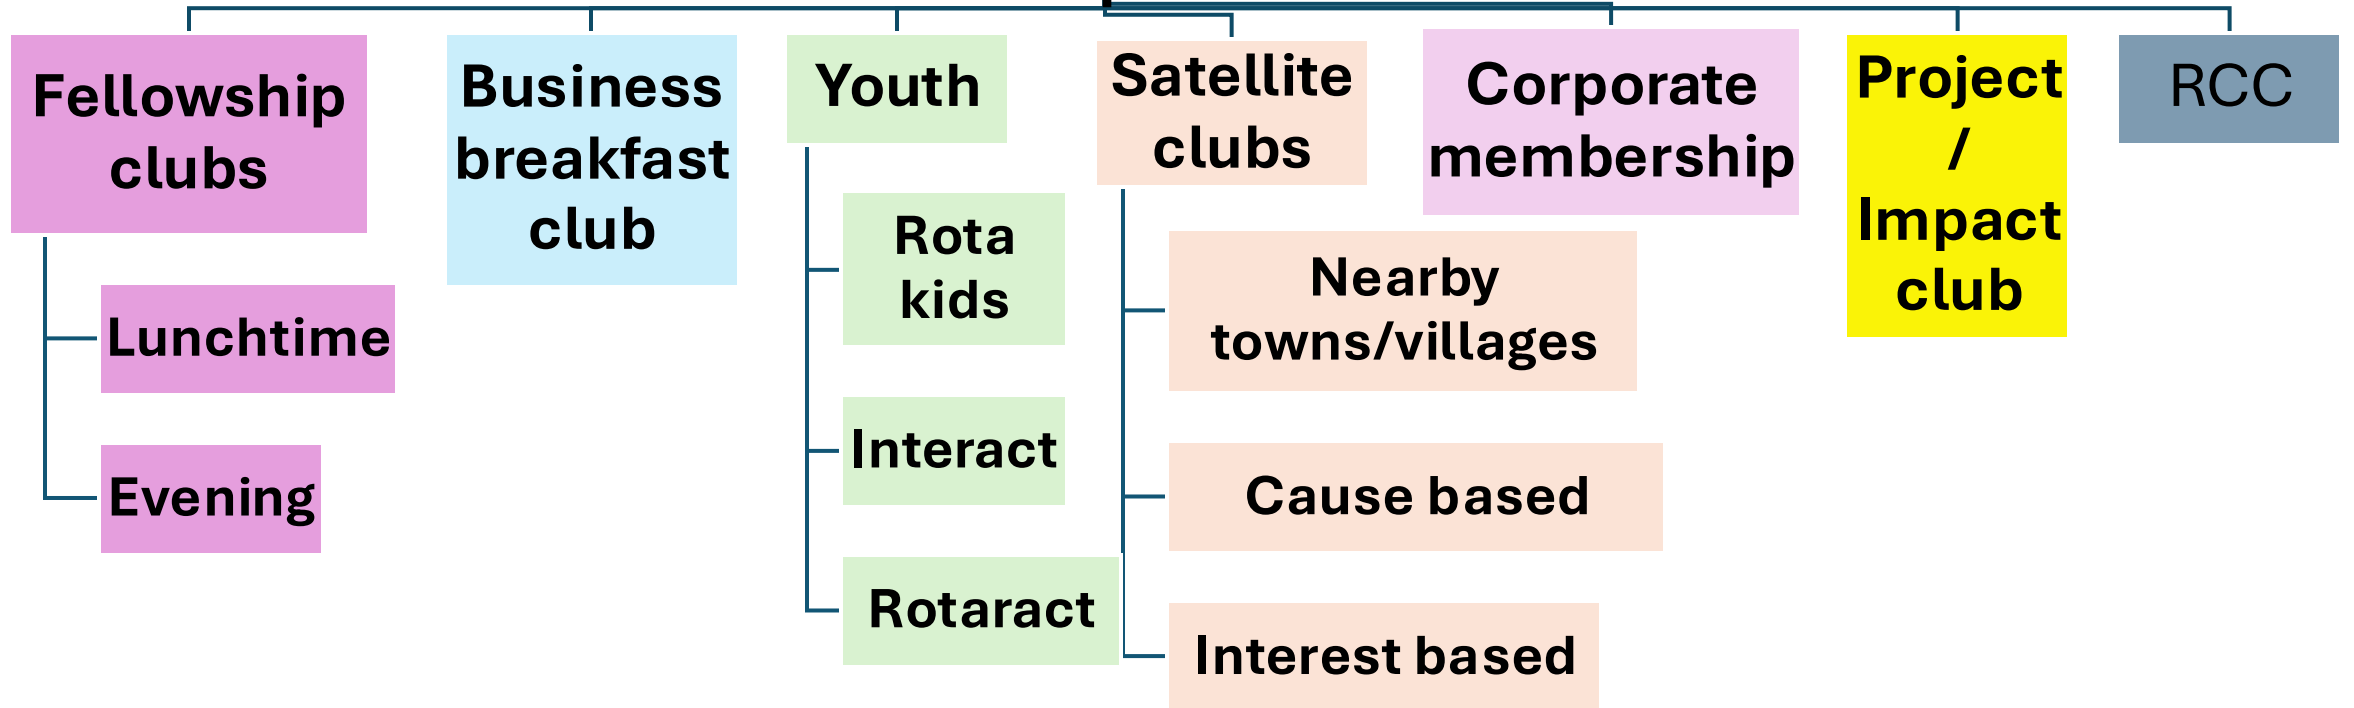 Fellowship
clubs
Lunchtime
Evening
Business
breakfast
club
Youth
Rota
kids
Interact
Rotaract
Satellite
clubs
Nearby
towns/villages
Cause based
Interest based
Corporate
membership
Project
/
Impact
club
RCC